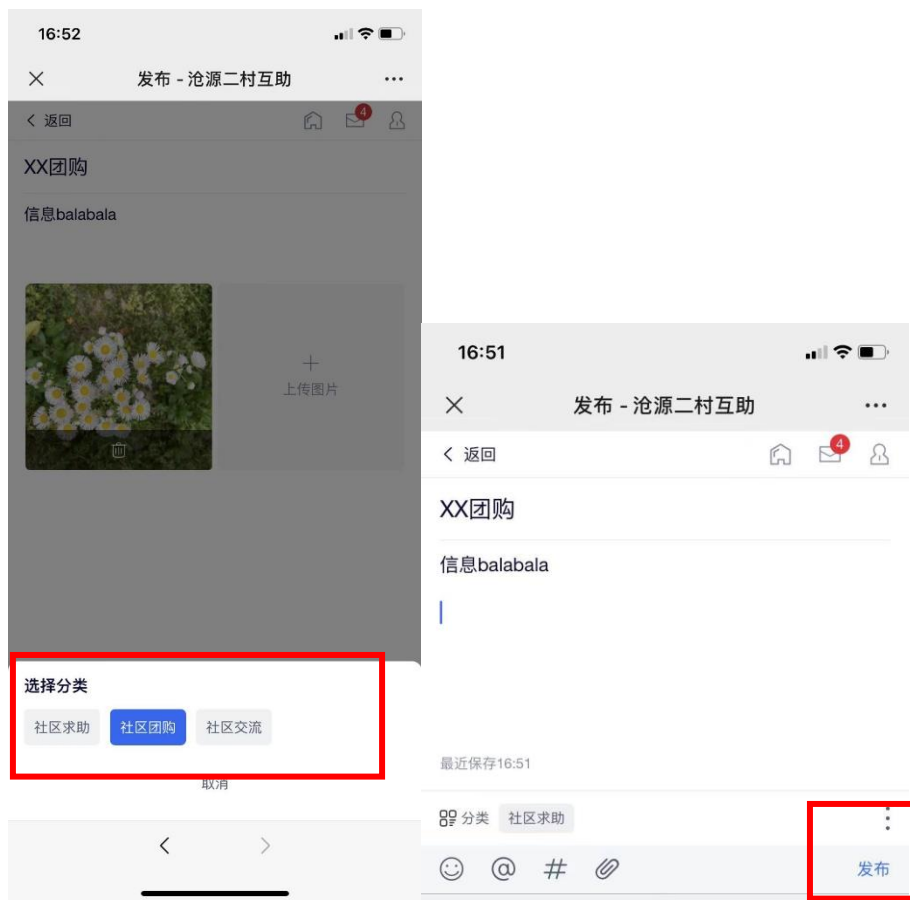 16:52
发布 - 沧源二村互助
返回
4
XX团购
信息balabala
上传图片
选择分类
社区求助 社区团购 社区交流
取消
16:51
发布 - 沧源二村互助
返回
4
XX团购
信息balabala
最近保存16:51
分类 社区求助
@ #
发布